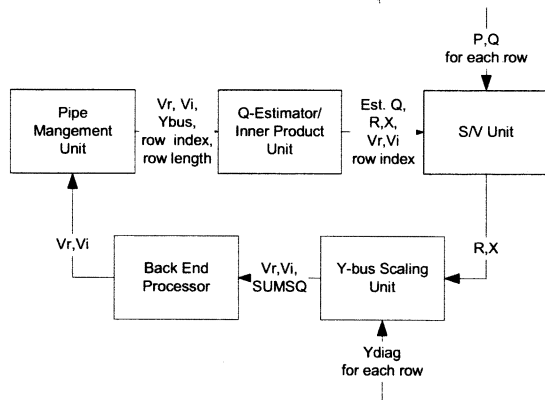 P,Q
for each row
Pipe
Mangement
Unit
Vr, Vi,
Ybus,
row index,
row length
Q-Estimator/
Inner Product
Unit
Est. Q,
R,X,
Vr,Vi
row index
S/V Unit
Vr,Vi
Back End
Processor
Vr,Vi,
SUMSQ
Y-bus Scaling
Unit
R,X
Ydiag
for each row